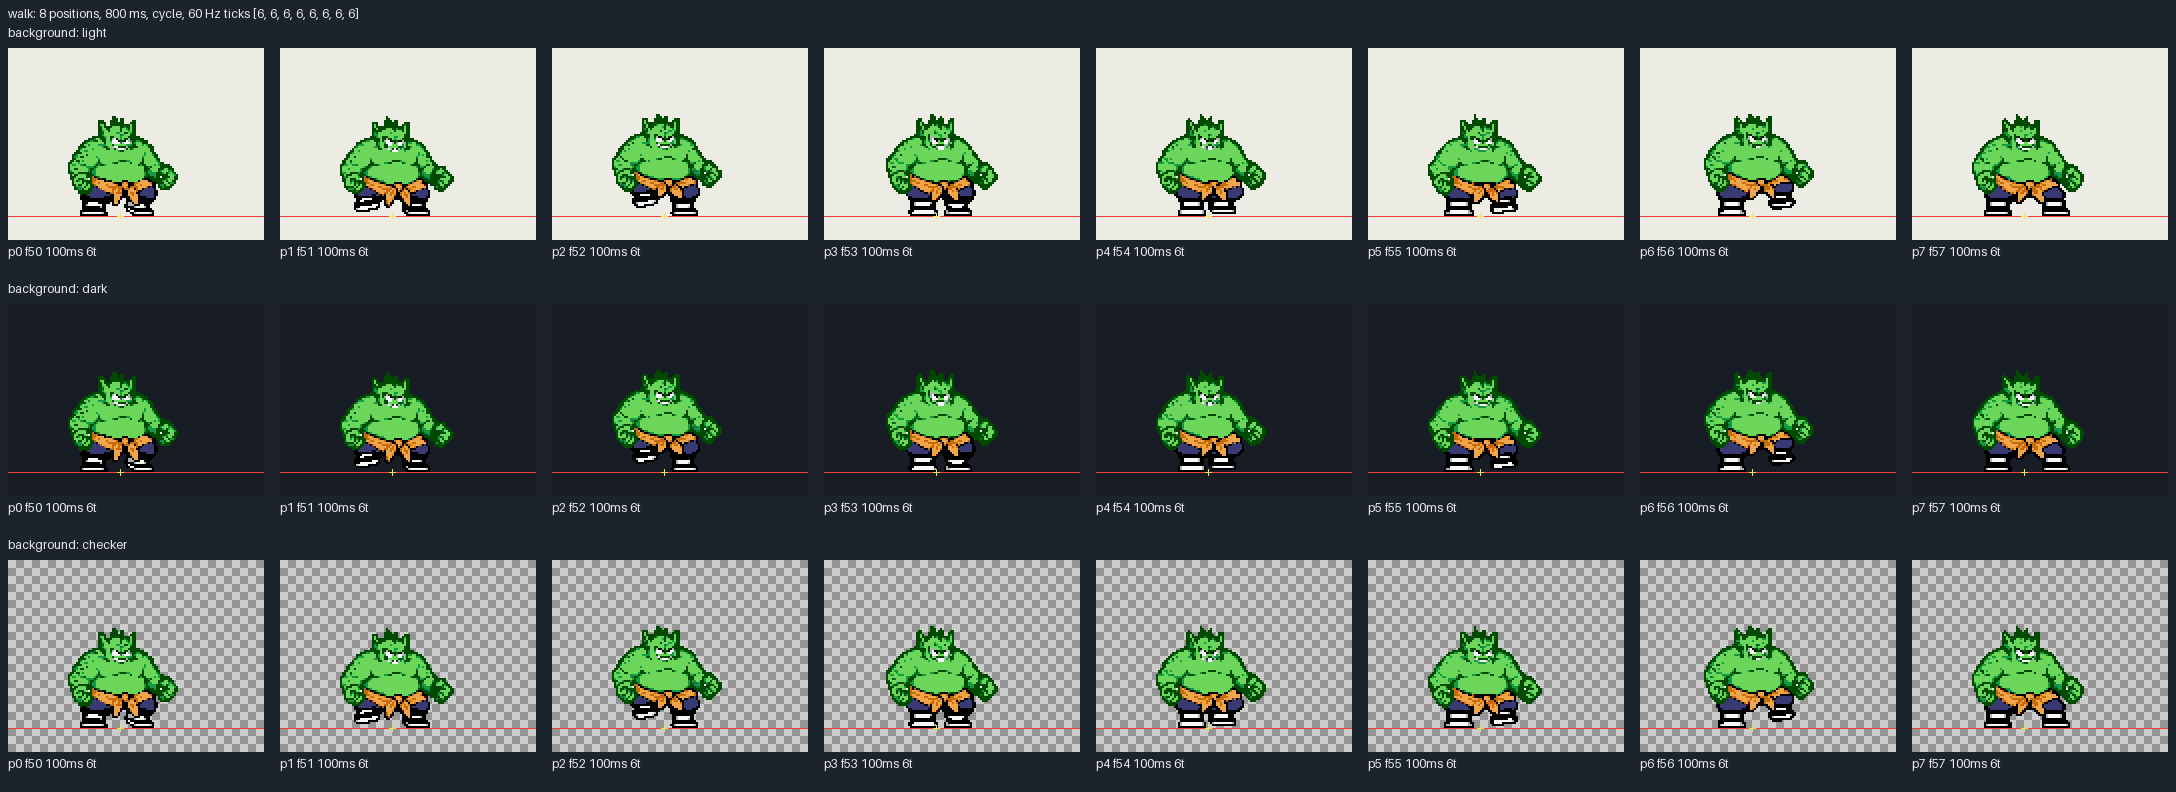 walk: 8 positions, 800 ms, cycle, 60 Hz ticks [6, 6, 6, 6, 6, 6, 6, 6]
background: light
p0 f50 100ms 6t
p1 f51 100ms 6t
p2 f52 100ms 6t
p3 f53 100ms 6t
p4 f54 100ms 6t
p5 f55 100ms 6t
p6 f56 100ms 6t
p7 f57 100ms 6t
background: dark
p0 f50 100ms 6t
p1 f51 100ms 6t
p2 f52 100ms 6t
p3 f53 100ms 6t
p4 f54 100ms 6t
p5 f55 100ms 6t
p6 f56 100ms 6t
p7 f57 100ms 6t
background: checker
p0 f50 100ms 6t
p1 f51 100ms 6t
p2 f52 100ms 6t
p3 f53 100ms 6t
p4 f54 100ms 6t
p5 f55 100ms 6t
p6 f56 100ms 6t
p7 f57 100ms 6t